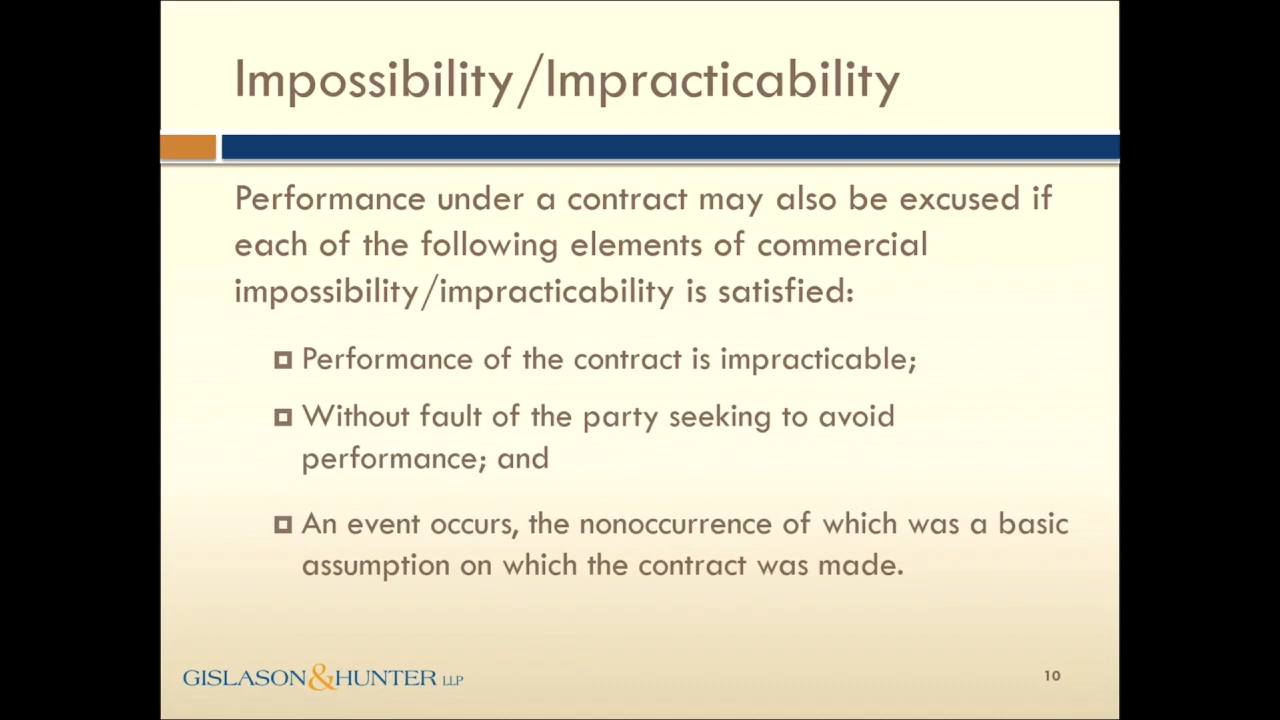 Impossibility/Impracticability
Performance under a contract may also be excused if
each of the following elements of commercial
impossibility/impracticability is satisfied:
Performance of the contract is impracticable;
Without fault of the party seeking to avoid
performance; and
An event occurs, the nonoccurrence of which was a basic
assumption on which the contract was made.
GISLASON&HUNTER LLP
10